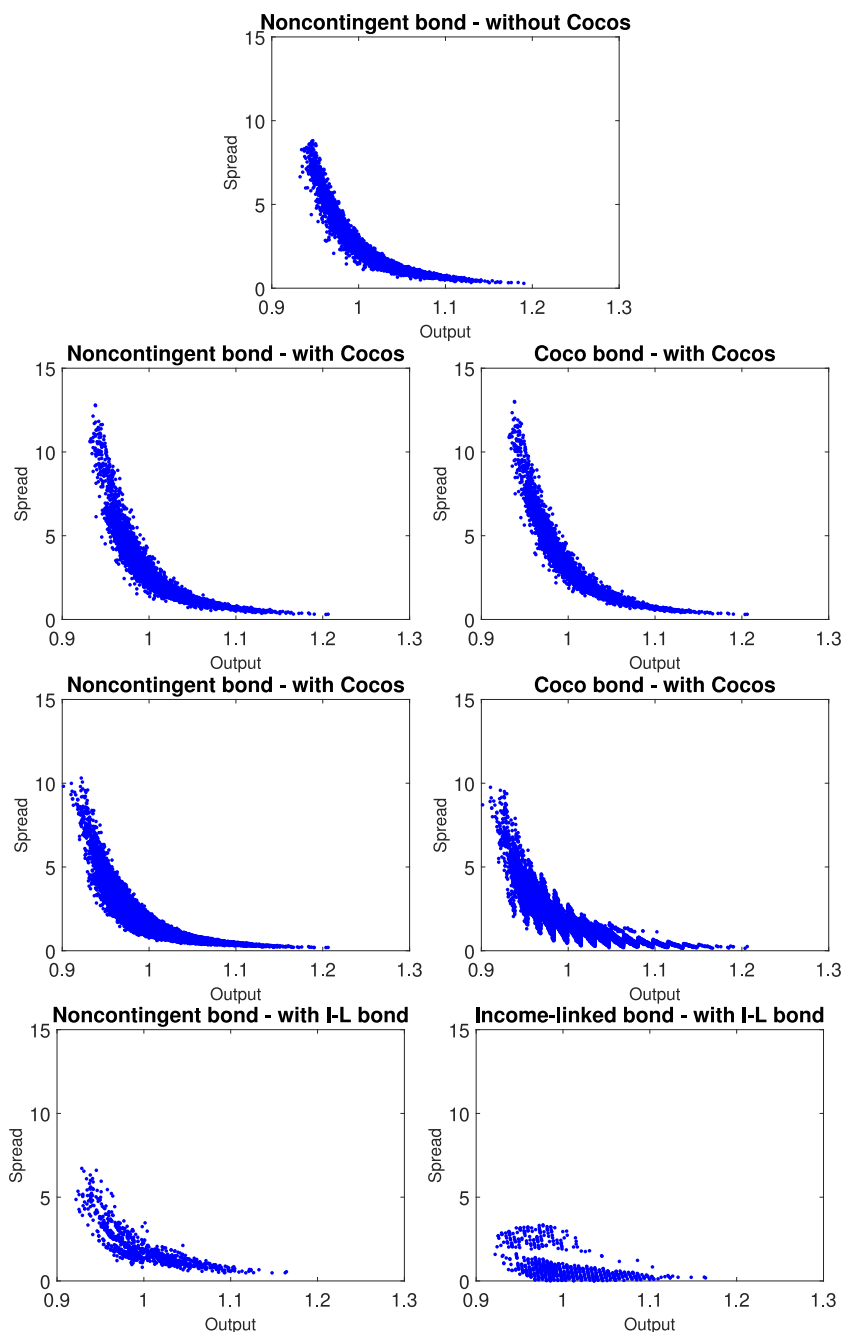 Noncontingent bond - without Cocos
15
10
5
0
Spread
0.9 1 1.1 1.2 1.3
Output
Noncontingent bond - with Cocos
15
10
5
0
Spread
0.9 1 1.1 1.2 1.3
Output
Coco bond - with Cocos
15
10
5
0
Spread
0.9 1 1.1 1.2 1.3
Output
Noncontingent bond - with Cocos
15
10
5
0
Spread
0.9 1 1.1 1.2 1.3
Output
Coco bond - with Cocos
15
10
5
0
Spread
0.9 1 1.1 1.2 1.3
Output
Noncontingent bond - with I-L bond
15
10
5
0
Spread
0.9 1 1.1 1.2 1.3
Output
Income-linked bond - with I-L bond
15
10
5
0
Spread
0.9 1 1.1 1.2 1.3
Output